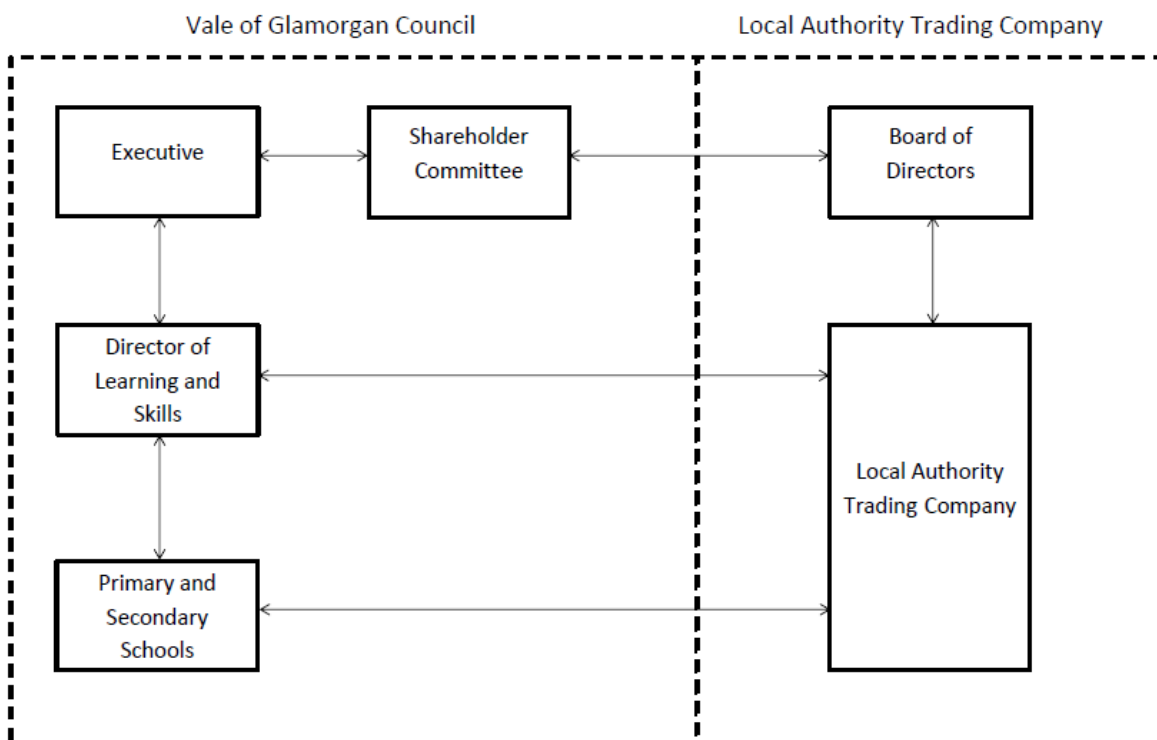 Vale of Glamorgan Council
Local Authority Trading Company
Executive
Shareholder
Committee
Board of
Directors
Director of
Learning and
Skills
Local Authority
Trading Company
Primary and
Secondary
Schools